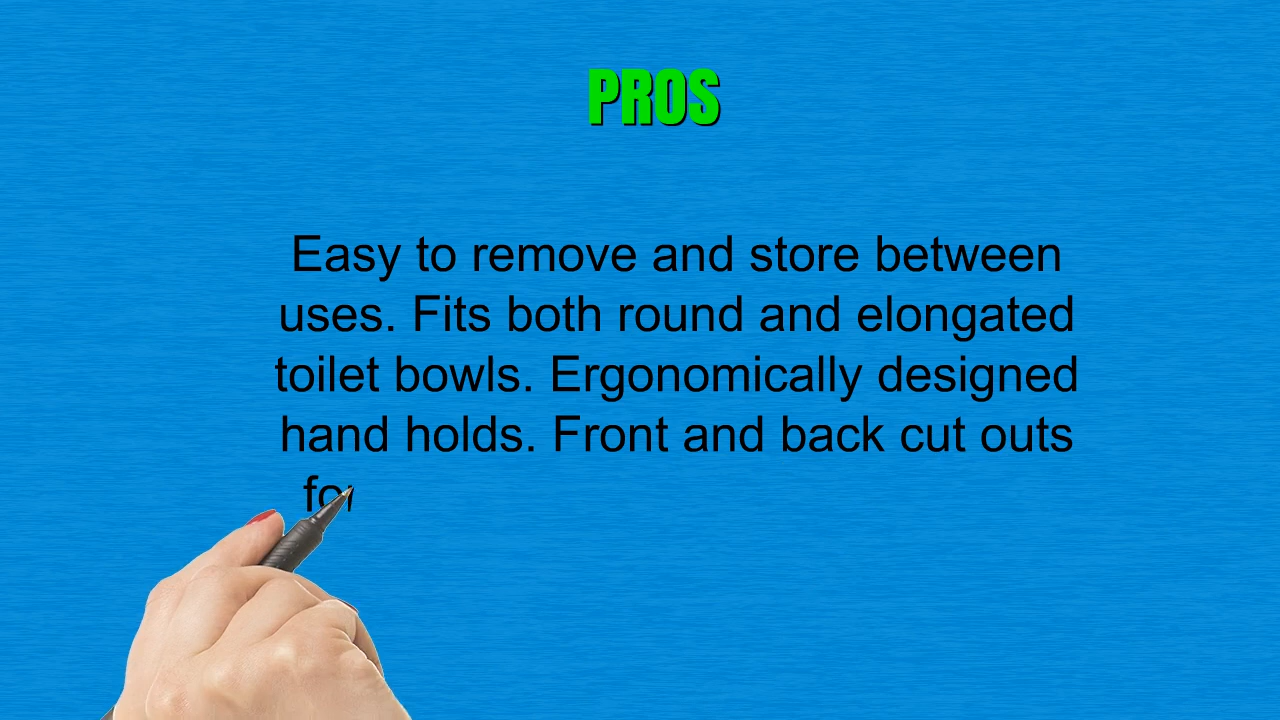 PROS
Easy to remove and store between
uses. Fits both round and elongated
toilet bowls. Ergonomically designed
hand holds. Front and back cut outs
for